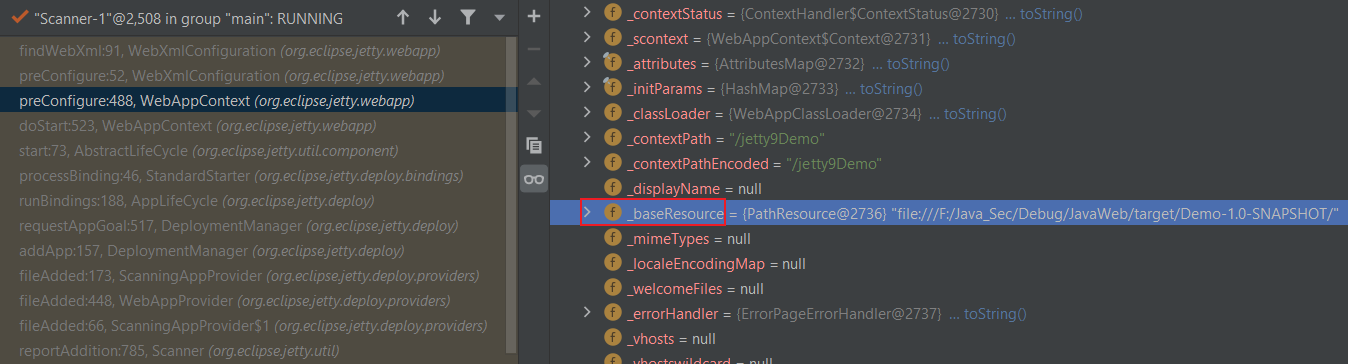 "Scanner-1"@2,508 in group "main": RUNNING
findWebXml:91, WebXmlConfiguration (org.eclipse.jetty.webapp)
preConfigure:52, WebXmlConfiguration (org.eclipse.jetty.webapp)
preConfigure:488, WebAppContext (org.eclipse.jetty.webapp)
doStart:523, WebAppContext (org.eclipse.jetty.webapp)
start:73, AbstractLifeCycle (org.eclipse.jetty.util.component)
processBinding:46, StandardStarter (org.eclipse.jetty.deploy.bindings)
runBindings:188, AppLifeCycle (org.eclipse.jetty.deploy)
requestAppGoal:517, DeploymentManager (org.eclipse.jetty.deploy)
addApp:157, DeploymentManager (org.eclipse.jetty.deploy)
fileAdded:173, ScanningAppProvider (org.eclipse.jetty.deploy.providers)
fileAdded:448, WebAppProvider (org.eclipse.jetty.deploy.providers)
fileAdded:66, ScanningAppProvider$1 (org.eclipse.jetty.deploy.providers)
reportAddition:785, Scanner (org.eclipse.jetty.util)
_contextStatus = {ContextHandler$ContextStatus@2730} ... toString()
_scontext = {WebAppContext$Context@2731} ... toString()
_attributes = {AttributesMap@2732} ... toString()
_initParams = {HashMap@2733} ... toString()
_classLoader = {WebAppClassLoader@2734} ... toString()
_contextPath = "/jetty9Demo"
_contextPathEncoded = "/jetty9Demo"
_displayName = null
_baseResource = {PathResource@2736} "file:///F:/Java_Sec/Debug/JavaWeb/target/Demo-1.0-SNAPSHOT/"
_mimeTypes = null
_localeEncodingMap = null
_welcomeFiles = null
_errorHandler = {ErrorPageErrorHandler@2737} ... toString()
_vhosts = null
_vhostswildcard = null